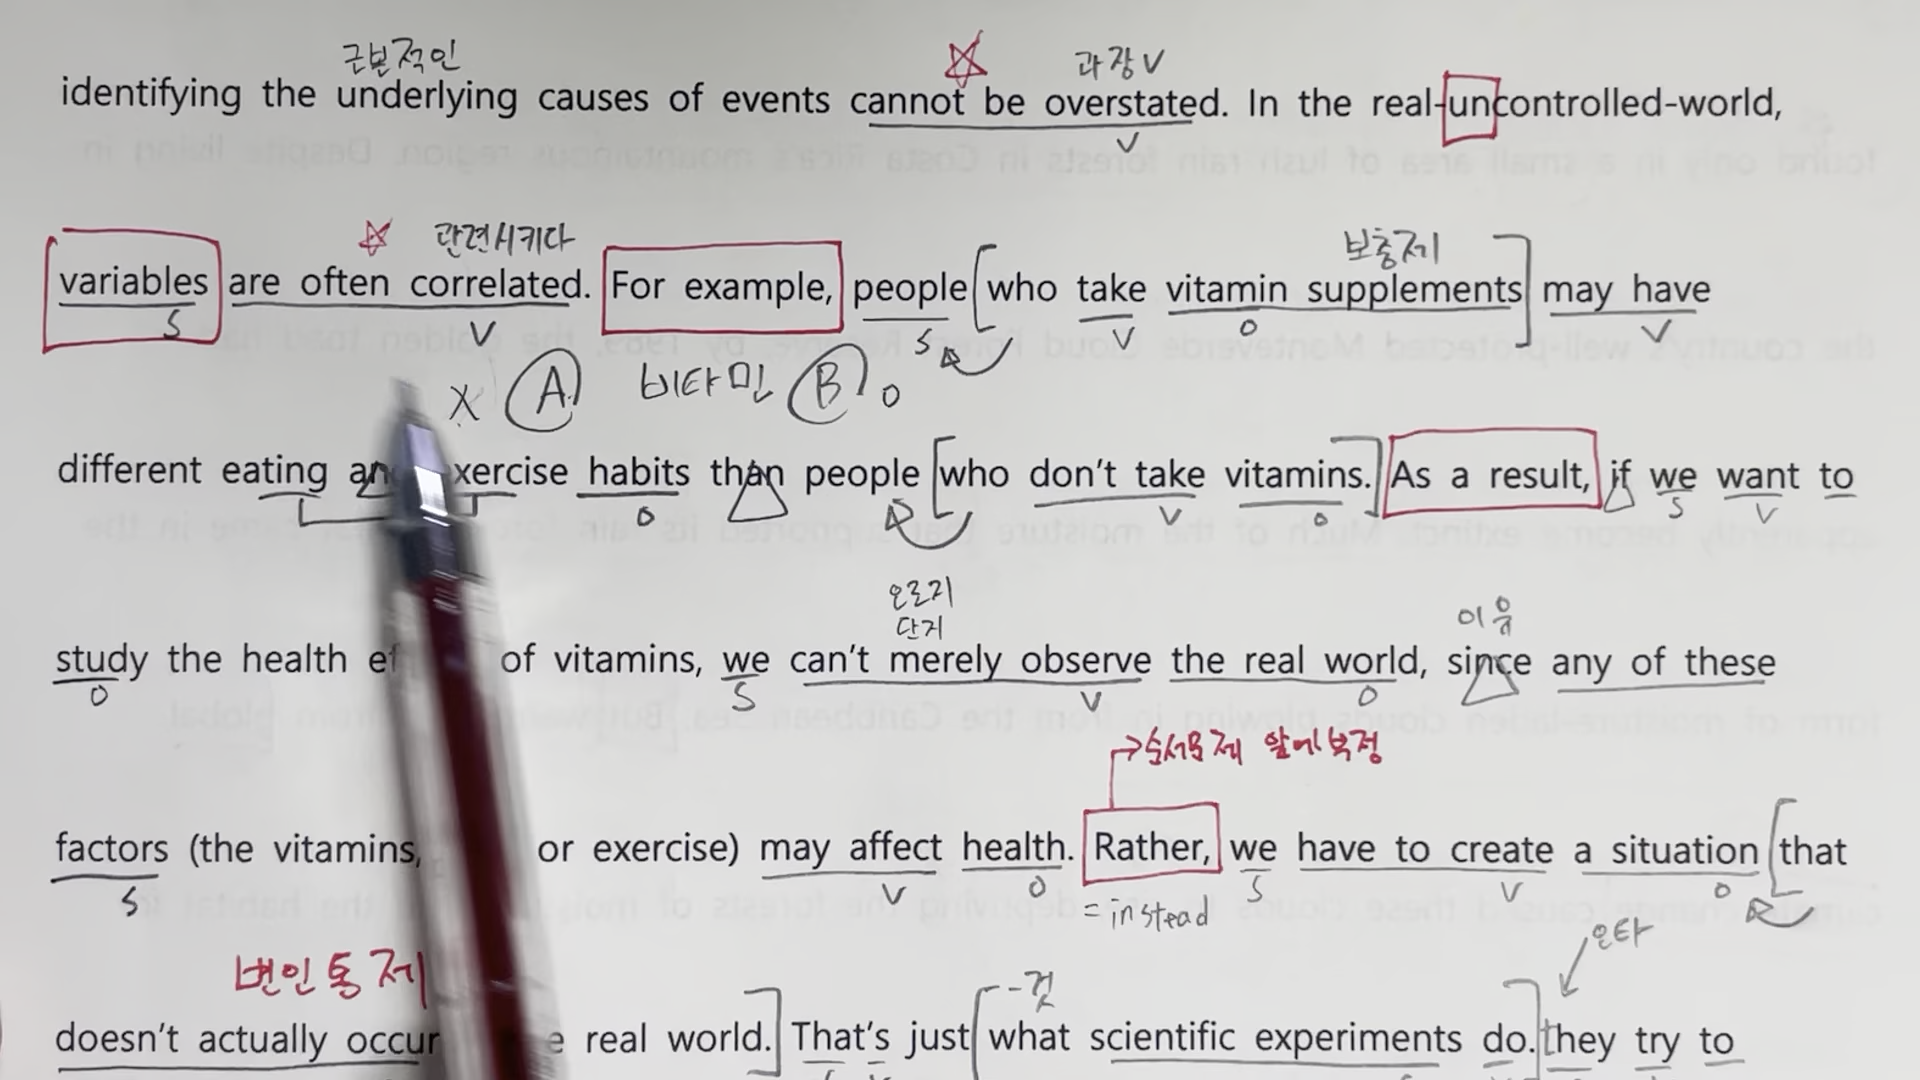 근본적인 ☆ 과장V
identifying the underlying causes of events cannot be overstated. In the real-uncontrolled-world,
V
☆ 관련시키다 보충제
variables are often correlated. For example, people [who take vitamin supplements] may have
S V S V O V
X Ⓐ 비타민 Ⓑ O
different eating an xercise habits than people [who don't take vitamins.] As a result, if we want to
O V O S V
오로지
단지 이유
study the health ef of vitamins, we can't merely observe the real world, since any of these
O S V O
→순서문제 앞에 부정
factors (the vitamins, or exercise) may affect health. Rather, we have to create a situation [that
S V O S V O
= instead
오타
변인통제
-것
doesn't actually occur e real world.] That's just [what scientific experiments do.] they try to